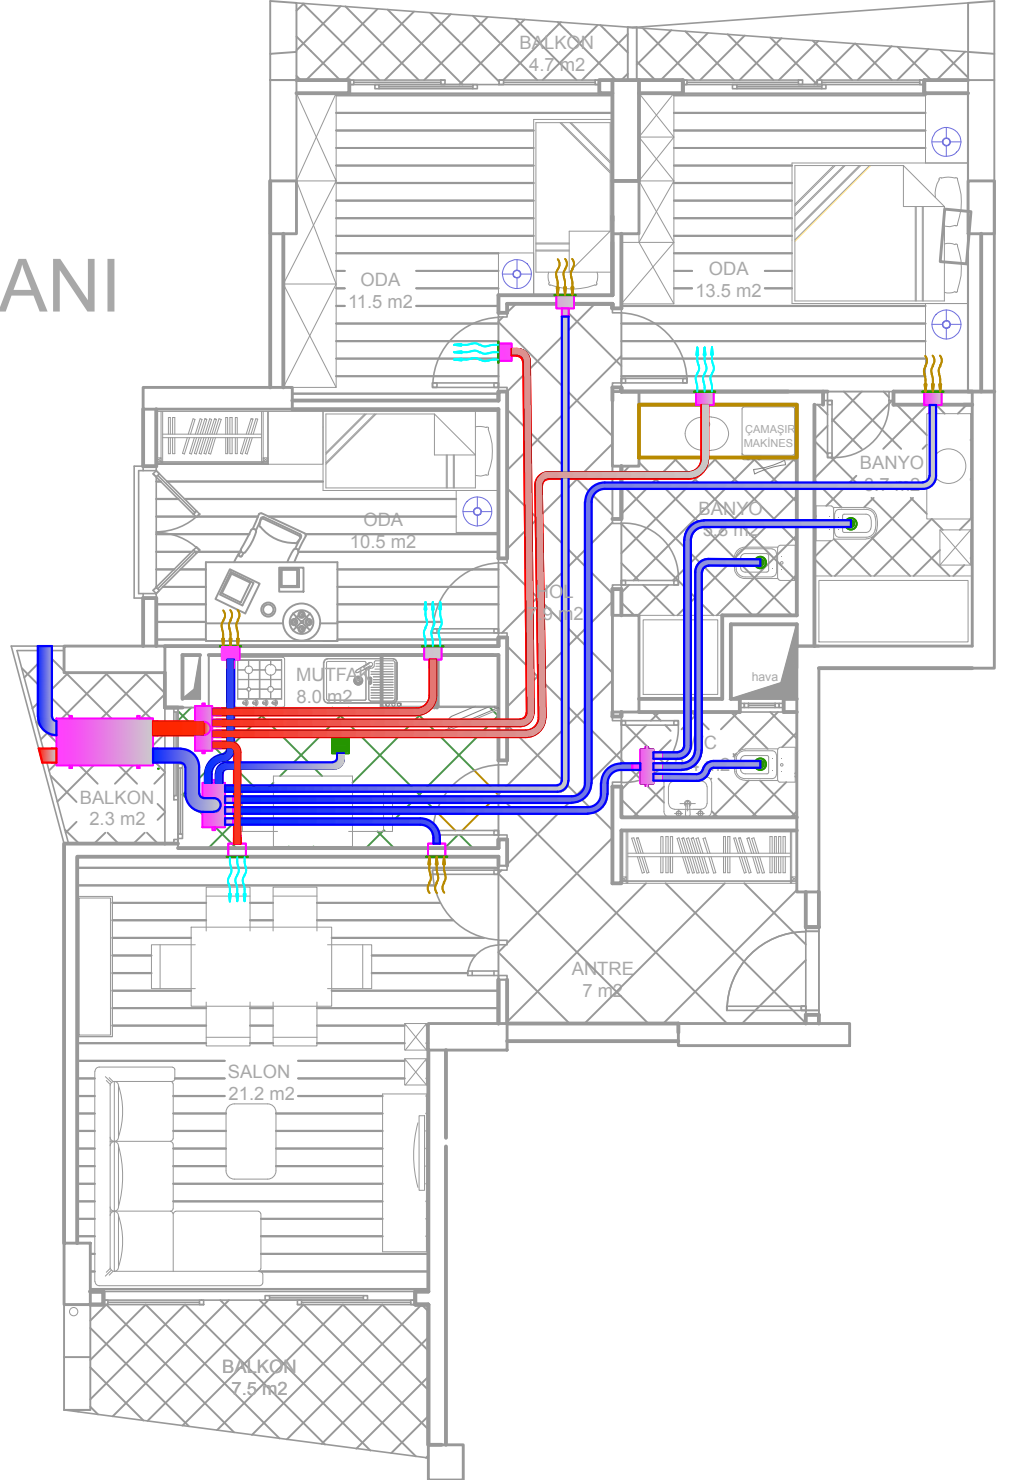 BALKON
4.7 m2
ANI
ODA
11.5 m2
ODA
13.5 m2
ÇAMAŞIR
MAKİNESİ
BANYO
BANYO
ODA
10.5 m2
MUTFAK
8.0 m2
hava
BALKON
2.3 m2
ANTRE
7 m2
SALON
21.2 m2
BALKON
7.5 m2